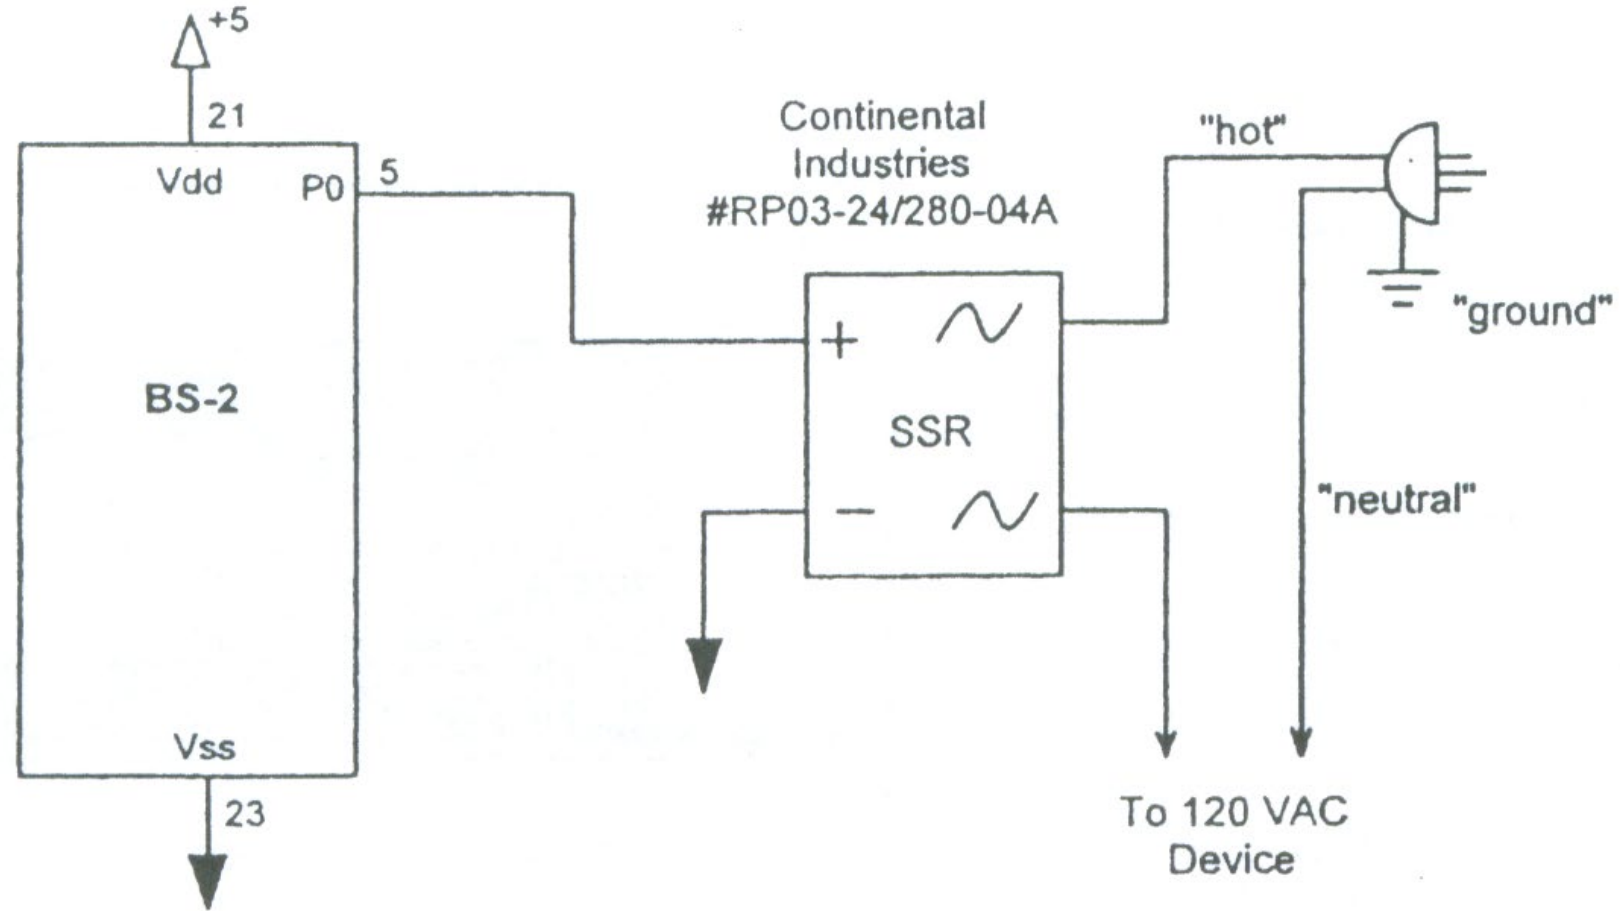 +5
21
Vdd
P0
5
BS-2
Vss
23
Continental
Industries
#RP03-24/280-04A
+
SSR
—
"hot"
"ground"
"neutral"
To 120 VAC
Device